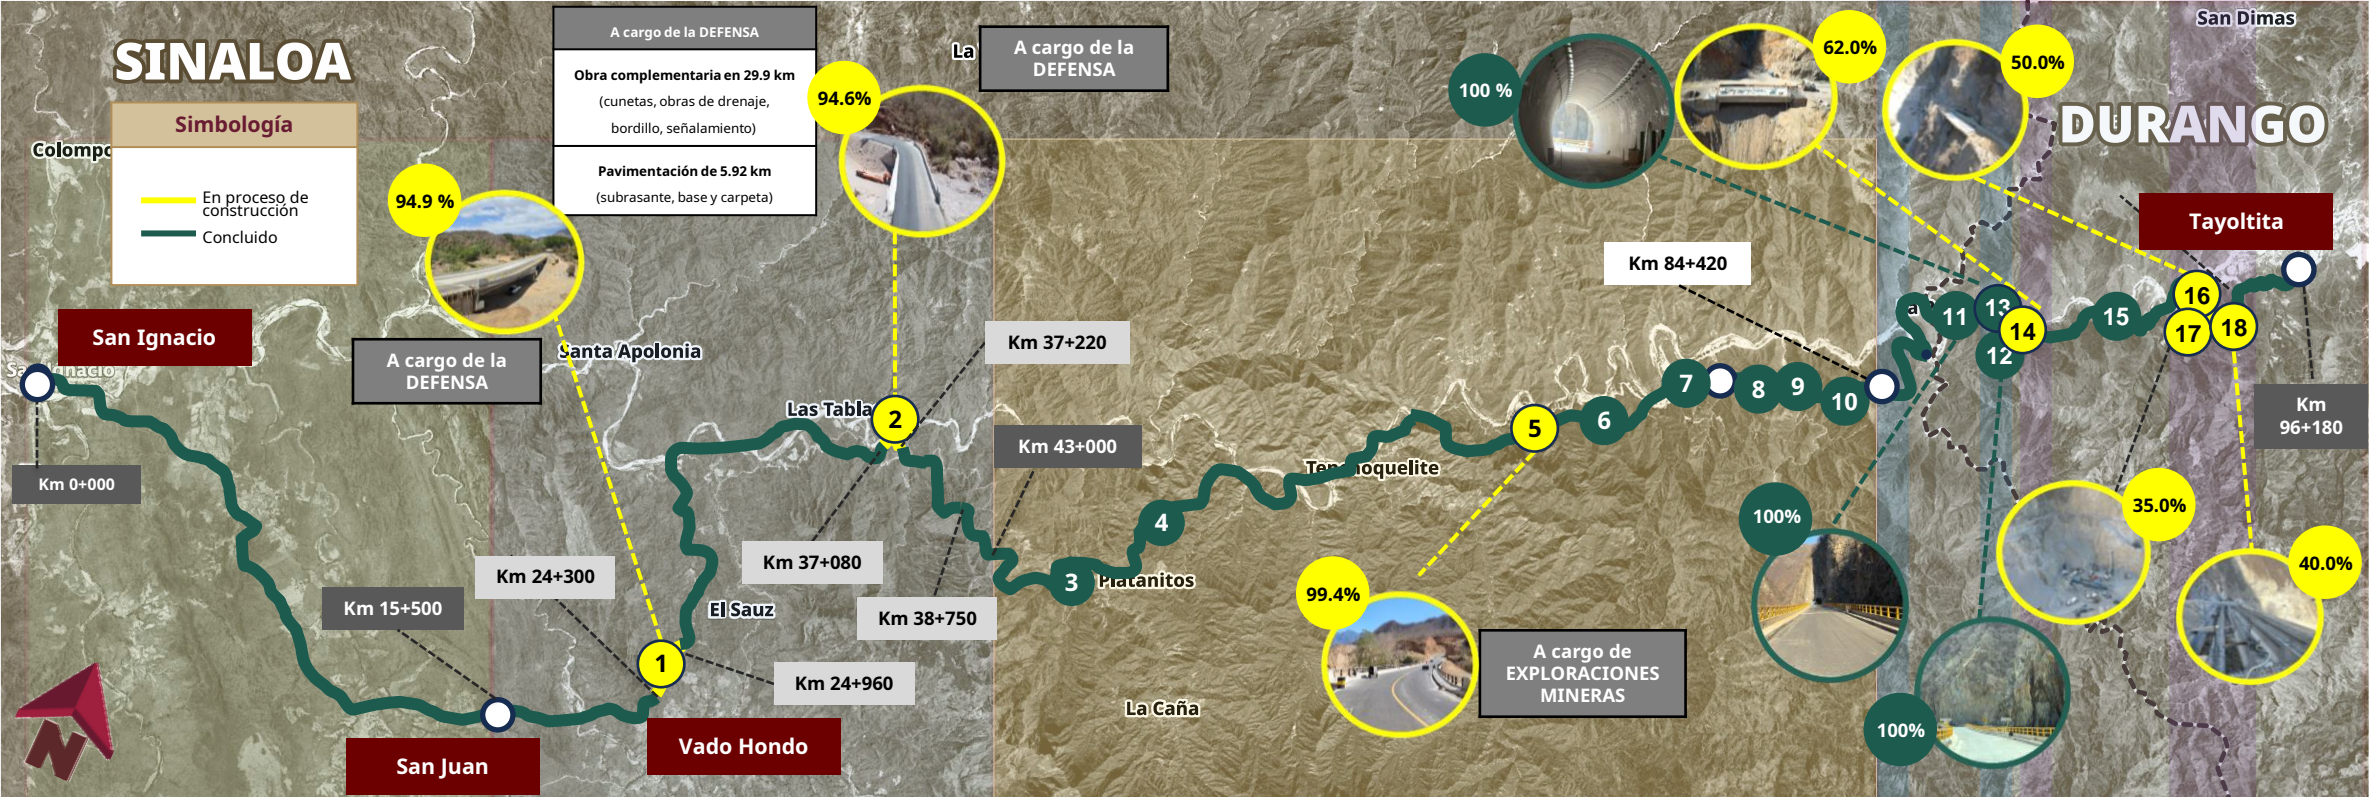 SINALOA
Simbología
En proceso de
construcción
Concluido
A cargo de la DEFENSA
Obra complementaria en 29.9 km
(cunetas, obras de drenaje,
bordillo, señalamiento)
Pavimentación de 5.92 km
(subrasante, base y carpeta)
La
A cargo de la
DEFENSA
San Dimas
DURANGO
Colompo
94.9 %
94.6%
100 %
62.0%
50.0%
Tayoltita
San Ignacio
San Ignacio
Km 0+000
A cargo de la
DEFENSA
Santa Apolonia
Las Tabla
Km 37+220
Km 84+420
Km 43+000
Km
96+180
Km 15+500
Km 24+300
Km 37+080
Km 38+750
El Sauz
Km 24+960
San Juan
Vado Hondo
Platanitos
La Caña
1
2
3
4
5
6
7
8
9
10
11
12
13
14
15
16
17
18
99.4%
A cargo de
EXPLORACIONES
MINERAS
100%
100%
35.0%
40.0%
N